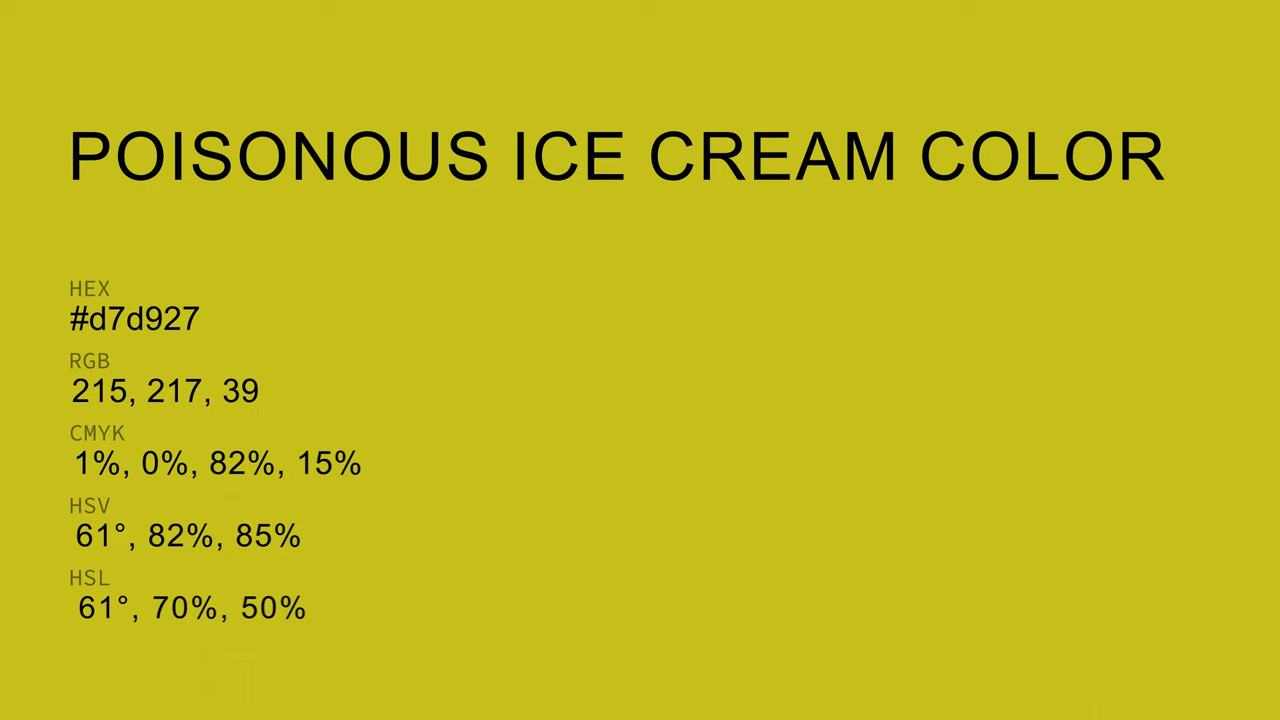 POISONOUS ICE CREAM COLOR
HEX
#d7d927
RGB
215, 217, 39
CMYK
1%, 0%, 82%, 15%
HSV
61°, 82%, 85%
HSL
61°, 70%, 50%